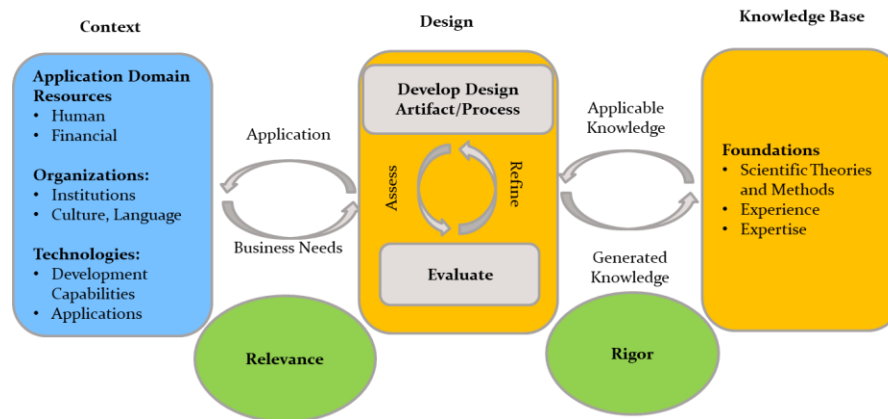 Context
Design
Knowledge Base
Application Domain
Resources
• Human
• Financial
Organizations:
• Institutions
• Culture, Language
Technologies:
• Development
Capabilities
• Applications
Application
Business Needs
Relevance
Develop Design
Artifact/Process
Assess
Refine
Evaluate
Applicable
Knowledge
Generated
Knowledge
Rigor
Foundations
• Scientific Theories
and Methods
• Experience
• Expertise